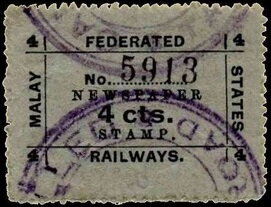 4 FEDERATED 4
MALAY
No. 5913
NEWSPAPER
4 cts.
STAMP.
STATES
4 RAILWAYS. 4